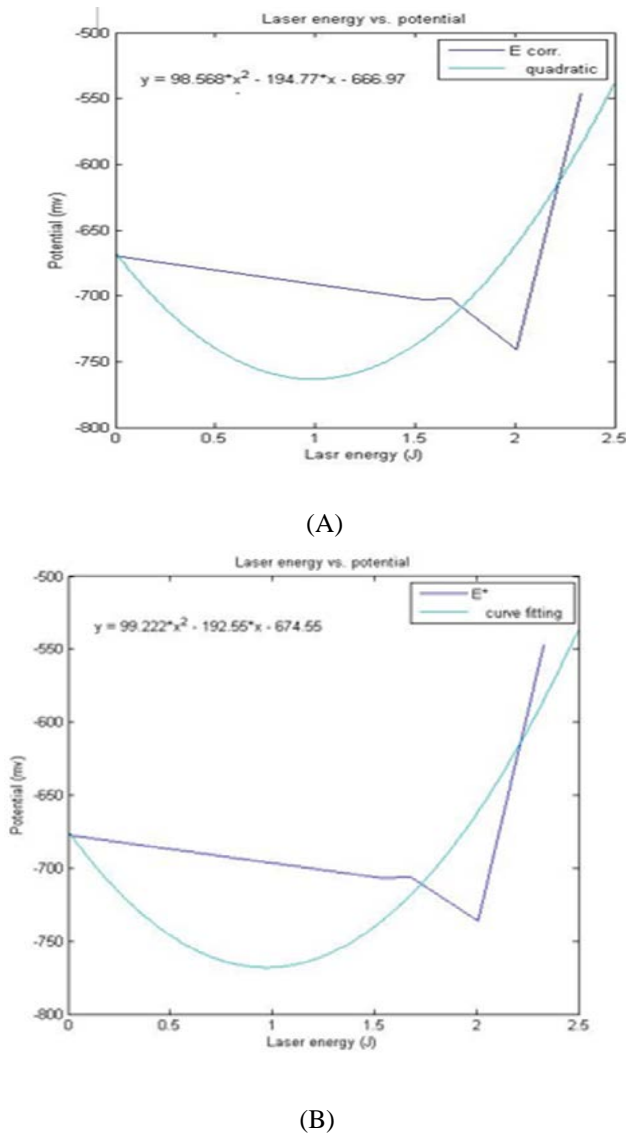 Laser energy vs. potential
E corr.
quadratic
y = 98.568*x² - 194.77*x - 666.97
-500
-550
-600
-650
-700
-750
-800
Potential (mv)
0 0.5 1 1.5 2 2.5
Lasr energy (J)
(A)
Laser energy vs. potential
E*
curve fitting
y = 99.222*x² - 192.55*x - 674.55
-500
-550
-600
-650
-700
-750
-800
Potential (mv)
0 0.5 1 1.5 2 2.5
Laser energy (J)
(B)